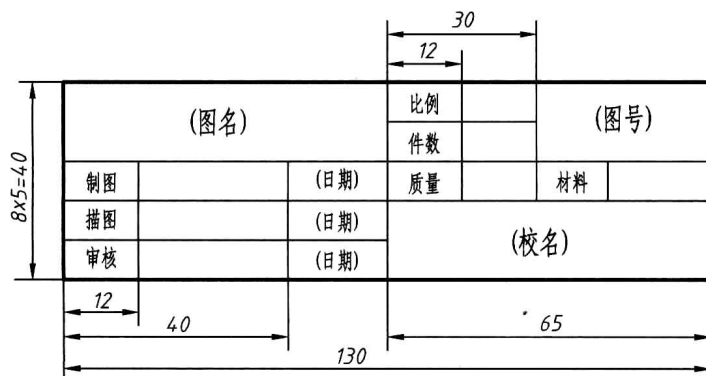 30
12
(图名) 比例 (图号)
件数
8x5=40
制图 (日期) 质量 材料
描图 (日期) (校名)
审核 (日期)
12
40 65
130